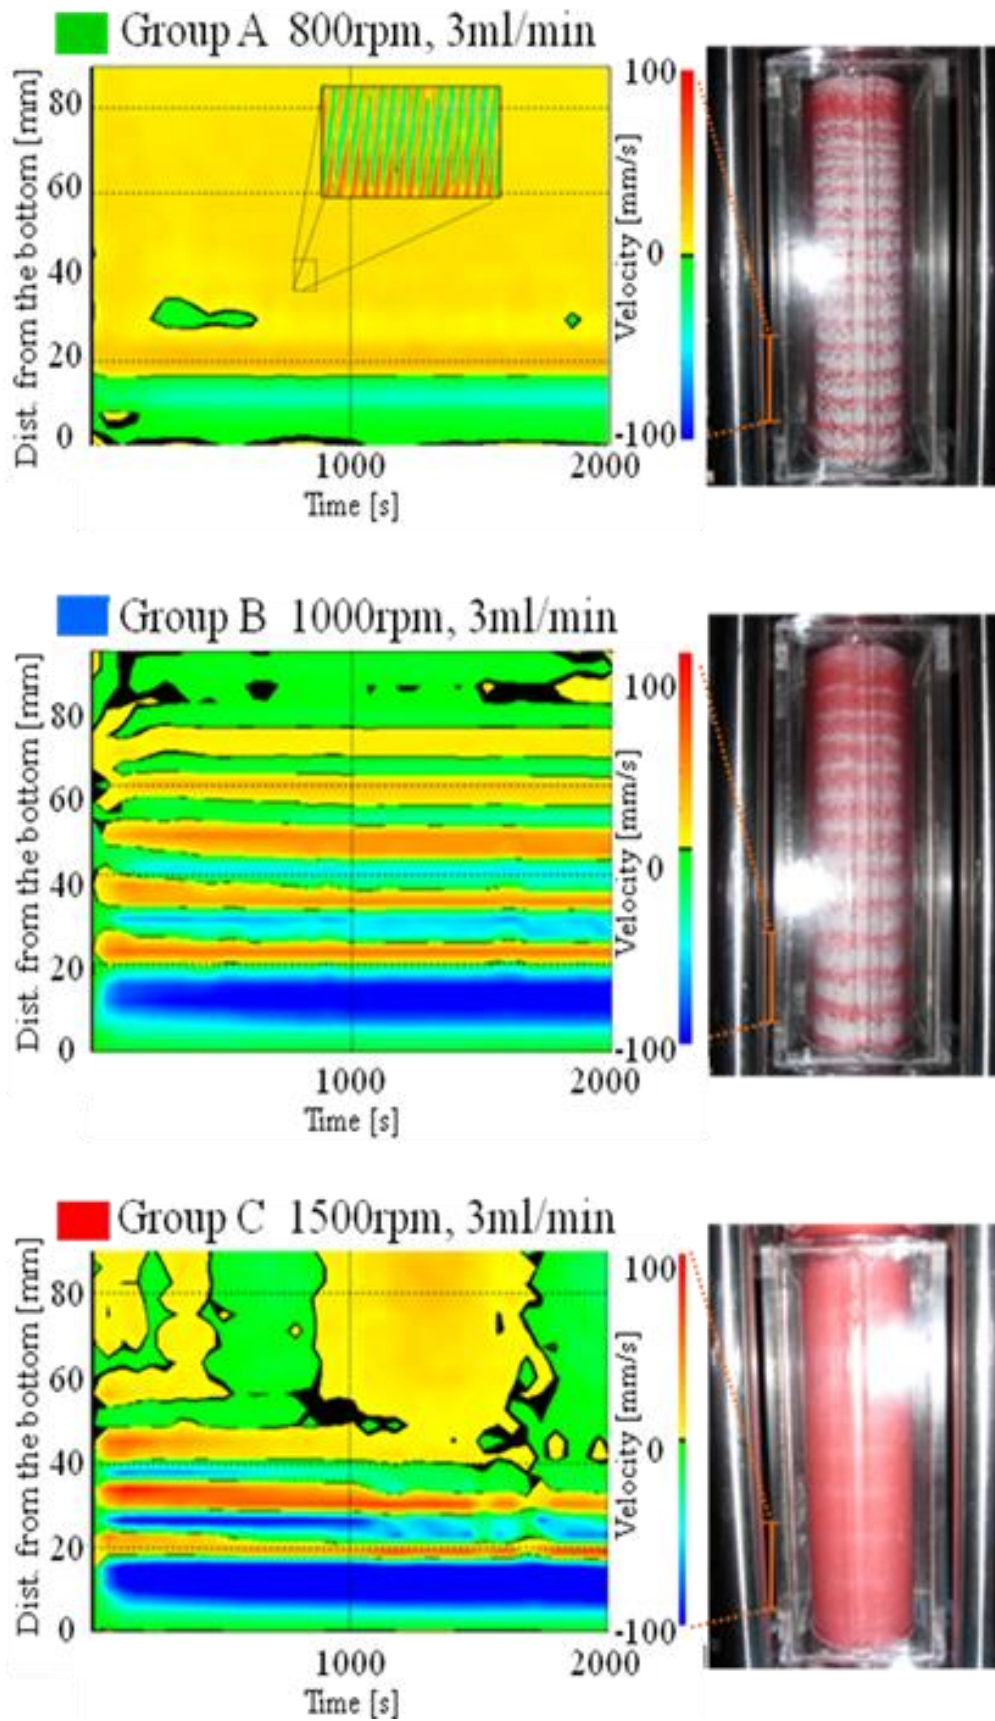 Group A 800rpm, 3ml/min
Dist. from the bottom [mm]
80
60
40
20
0
1000
2000
Time [s]
Velocity [mm/s]
100
0
-100
Group B 1000rpm, 3ml/min
Dist. from the bottom [mm]
80
60
40
20
0
1000
2000
Time [s]
Velocity [mm/s]
100
0
-100
Group C 1500rpm, 3ml/min
Dist. from the bottom [mm]
80
60
40
20
0
1000
2000
Time [s]
Velocity [mm/s]
100
0
-100